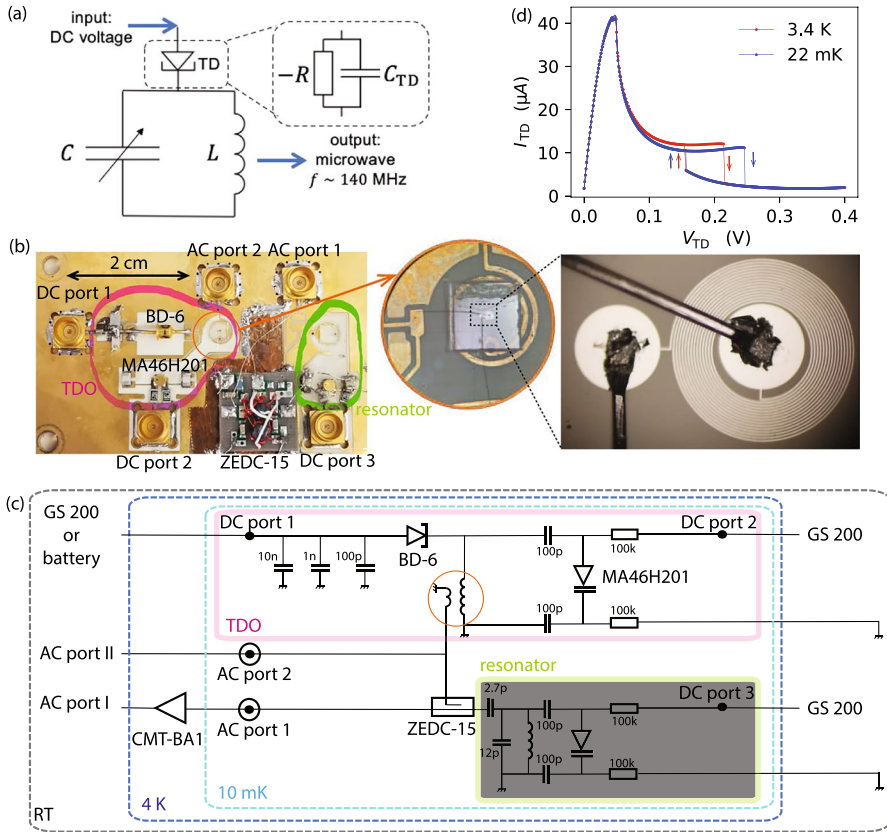 (a)
input:
DC voltage
TD
−R
C_TD
C
L
output:
microwave
f ~ 140 MHz
(d)
I_TD (μA)
40
30
20
10
0
3.4 K
22 mK
0.0
0.1
0.2
0.3
0.4
V_TD (V)
(b)
2 cm
AC port 2
AC port 1
DC port 1
BD-6
MA46H201
TDO
resonator
DC port 2
ZEDC-15
DC port 3
(c)
GS 200
or
battery
DC port 1
10n
1n
100p
BD-6
100p
100k
DC port 2
GS 200
MA46H201
100p
100k
TDO
AC port II
AC port 2
resonator
AC port I
CMT-BA1
AC port 1
ZEDC-15
2.7p
100p
100k
DC port 3
GS 200
12p
100p
100k
10 mK
4 K
RT